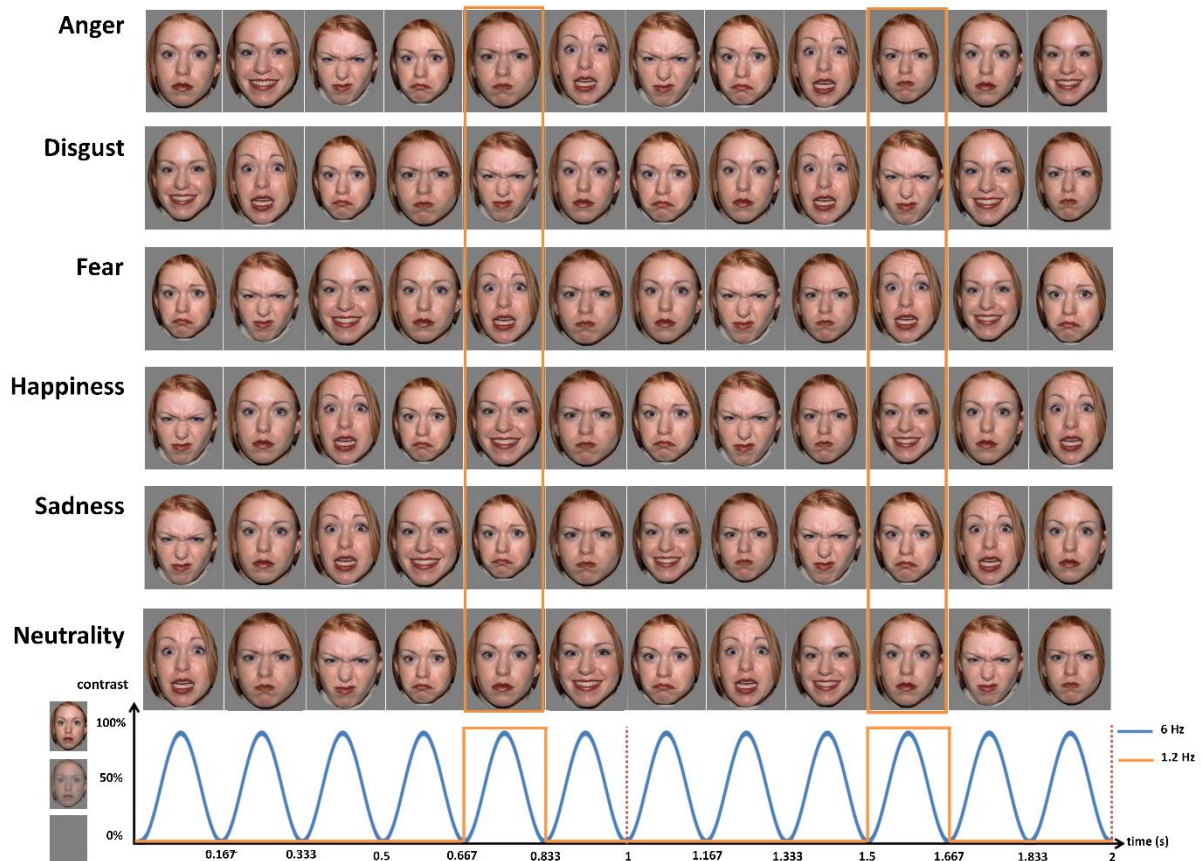 Anger
Disgust
Fear
Happiness
Sadness
Neutrality
contrast
100%
50%
0%
6 Hz
1.2 Hz
0.167 0.333 0.5 0.667 0.833 1 1.167 1.333 1.5 1.667 1.833 2
time (s)